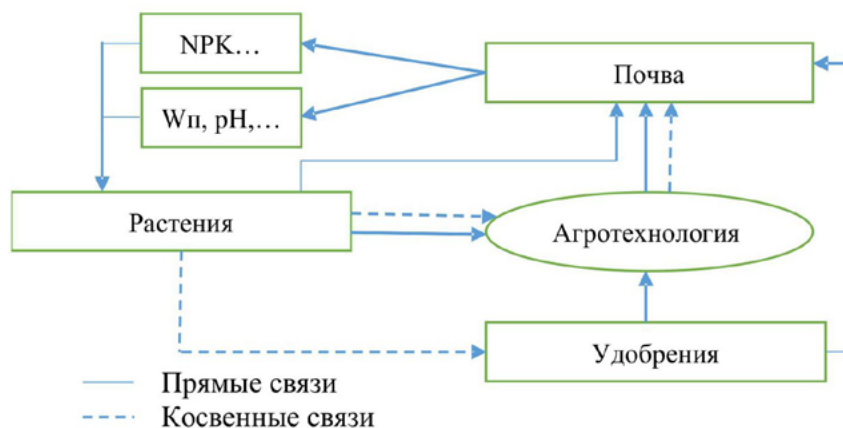 NPK…
Почва
Wп, pH,…
Растения
Агротехнология
Удобрения
Прямые связи
Косвенные связи